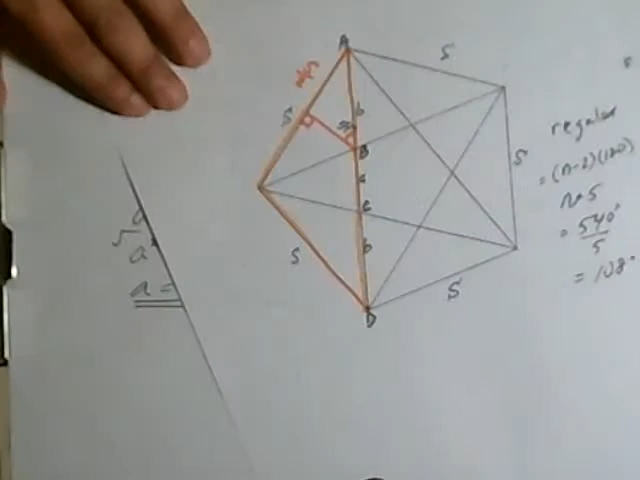 A
S
S
S
S
S
b
B
c
b
D
regular
= (n-2)(180)
n=5
= 540°
5
= 108°
a =